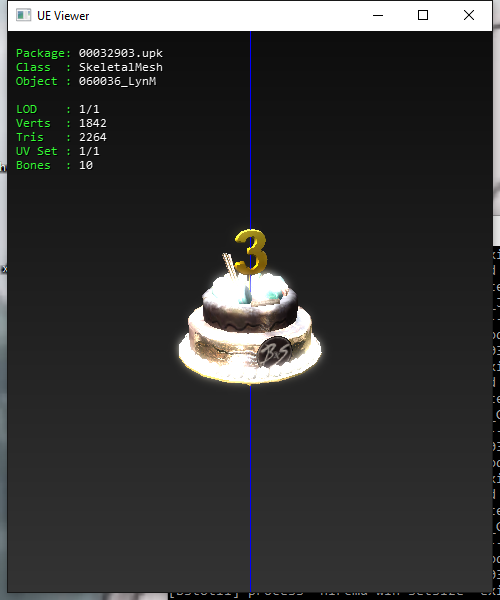 UE Viewer
Package: 00032903.upk
Class : SkeletalMesh
Object : 060036_LynM
LOD : 1/1
Verts : 1842
Tris : 2264
UV Set : 1/1
Bones : 10
3
B&S